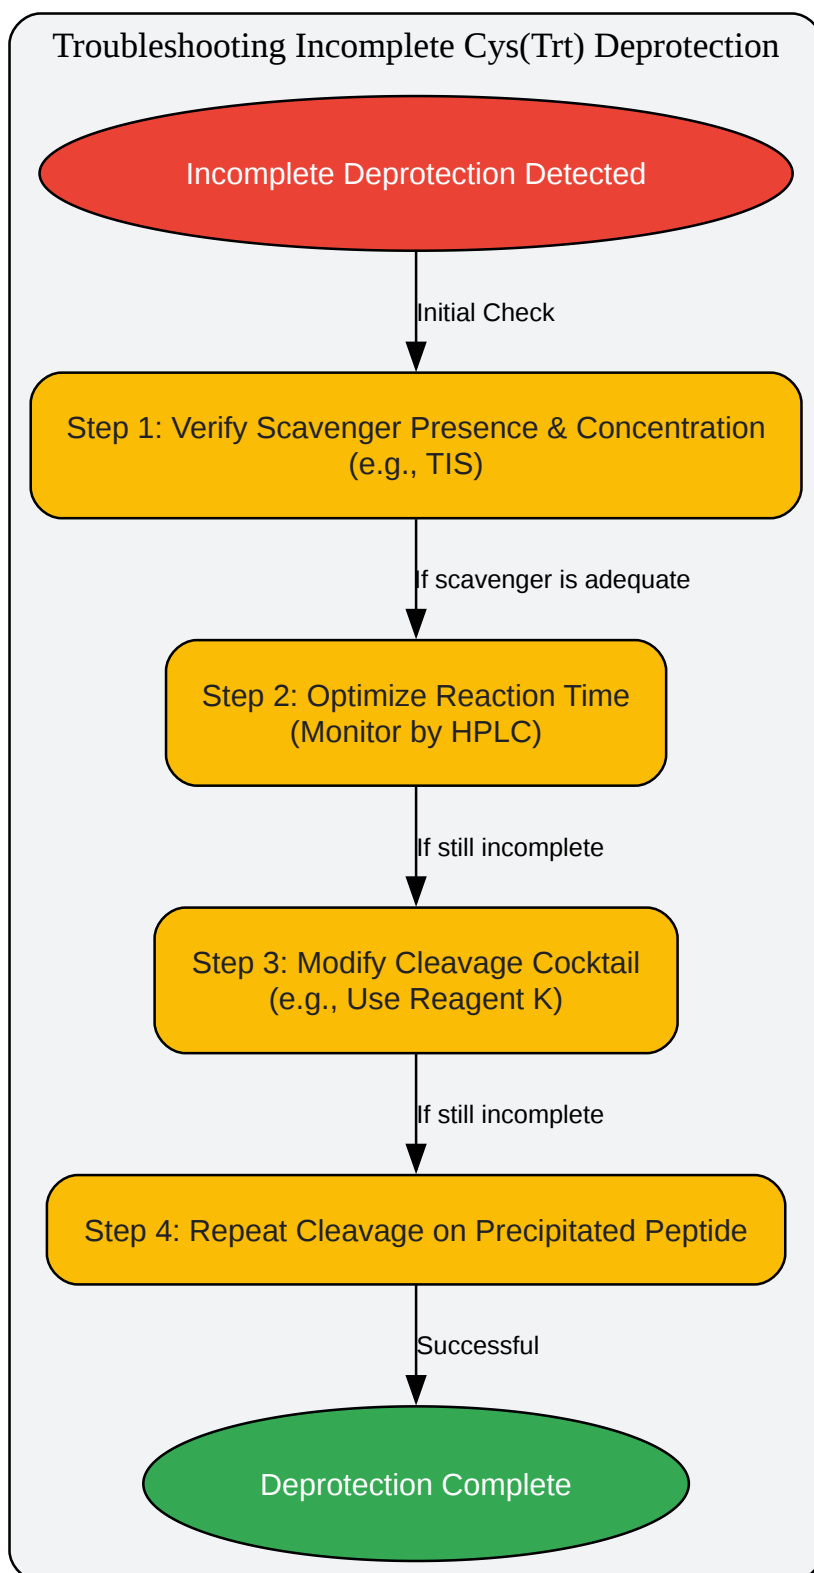 Troubleshooting Incomplete Cys(Trt) Deprotection
Incomplete Deprotection Detected
Initial Check
Step 1: Verify Scavenger Presence & Concentration
(e.g., TIS)
If scavenger is adequate
Step 2: Optimize Reaction Time
(Monitor by HPLC)
If still incomplete
Step 3: Modify Cleavage Cocktail
(e.g., Use Reagent K)
If still incomplete
Step 4: Repeat Cleavage on Precipitated Peptide
Successful
Deprotection Complete